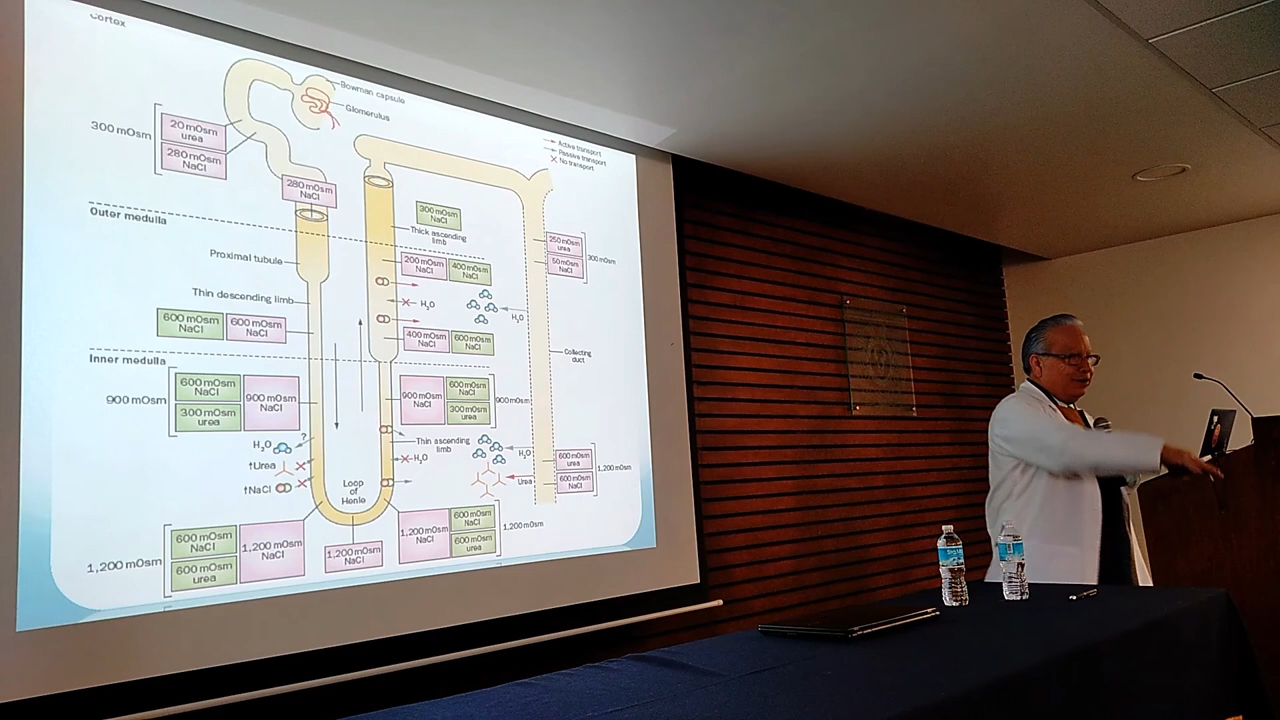 Cortex
Bowman capsule
Glomerulus
300 mOsm
20 mOsm
urea
280 mOsm
NaCl
280 mOsm
NaCl
Active transport
Passive transport
No transport
Outer medulla
300 mOsm
NaCl
Thick ascending
limb
250 mOsm
urea
50 mOsm
NaCl
300 mOsm
Proximal tubule
200 mOsm
NaCl
400 mOsm
NaCl
H₂O
H₂O
Thin descending limb
600 mOsm
NaCl
600 mOsm
NaCl
400 mOsm
NaCl
600 mOsm
NaCl
Collecting
duct
Inner medulla
900 mOsm
600 mOsm
NaCl
300 mOsm
urea
900 mOsm
NaCl
900 mOsm
NaCl
600 mOsm
NaCl
300 mOsm
urea
900 mOsm
H₂O
?
Thin ascending
limb
H₂O
H₂O
↑Urea
↑NaCl
Urea
600 mOsm
urea
600 mOsm
NaCl
1,200 mOsm
Loop
of
Henle
1,200 mOsm
600 mOsm
NaCl
600 mOsm
urea
1,200 mOsm
NaCl
1,200 mOsm
NaCl
1,200 mOsm
NaCl
600 mOsm
NaCl
600 mOsm
urea
1,200 mOsm